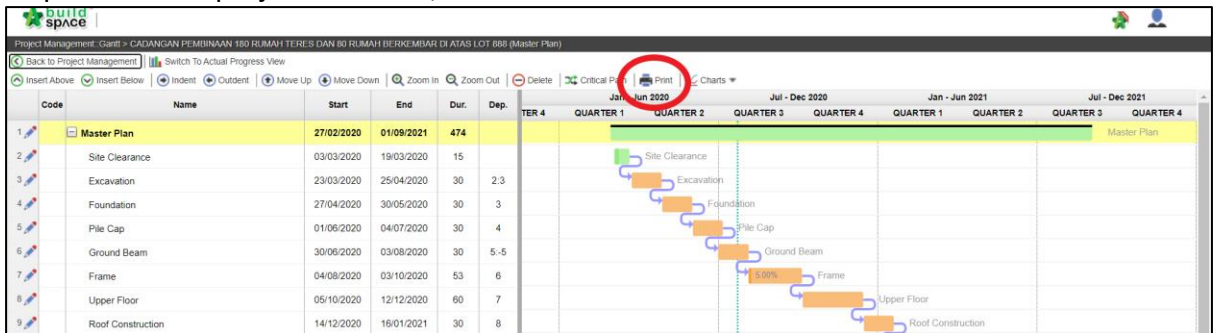 build
space
Project Management::Gantt > CADANGAN PEMBINAAN 180 RUMAH TERES DAN 80 RUMAH BERKEMBAR DI ATAS LOT 888 (Master Plan)
Back to Project Management Switch To Actual Progress View
Insert Above Insert Below Indent Outdent Move Up Move Down Zoom In Zoom Out Delete Critical Path Print Charts
Code Name Start End Dur. Dep. Jan - Jun 2020 Jul - Dec 2020 Jan - Jun 2021 Jul - Dec 2021
TER 4 QUARTER 1 QUARTER 2 QUARTER 3 QUARTER 4 QUARTER 1 QUARTER 2 QUARTER 3 QUARTER 4
1 Master Plan 27/02/2020 01/09/2021 474 Master Plan
2 Site Clearance 03/03/2020 19/03/2020 15 Site Clearance
3 Excavation 23/03/2020 25/04/2020 30 2:3 Excavation
4 Foundation 27/04/2020 30/05/2020 30 3 Foundation
5 Pile Cap 01/06/2020 04/07/2020 30 4 Pile Cap
6 Ground Beam 30/06/2020 03/08/2020 30 5:-5 Ground Beam
7 Frame 04/08/2020 03/10/2020 53 6 5.00% Frame
8 Upper Floor 05/10/2020 12/12/2020 60 7 Upper Floor
9 Roof Construction 14/12/2020 16/01/2021 30 8 Roof Construction